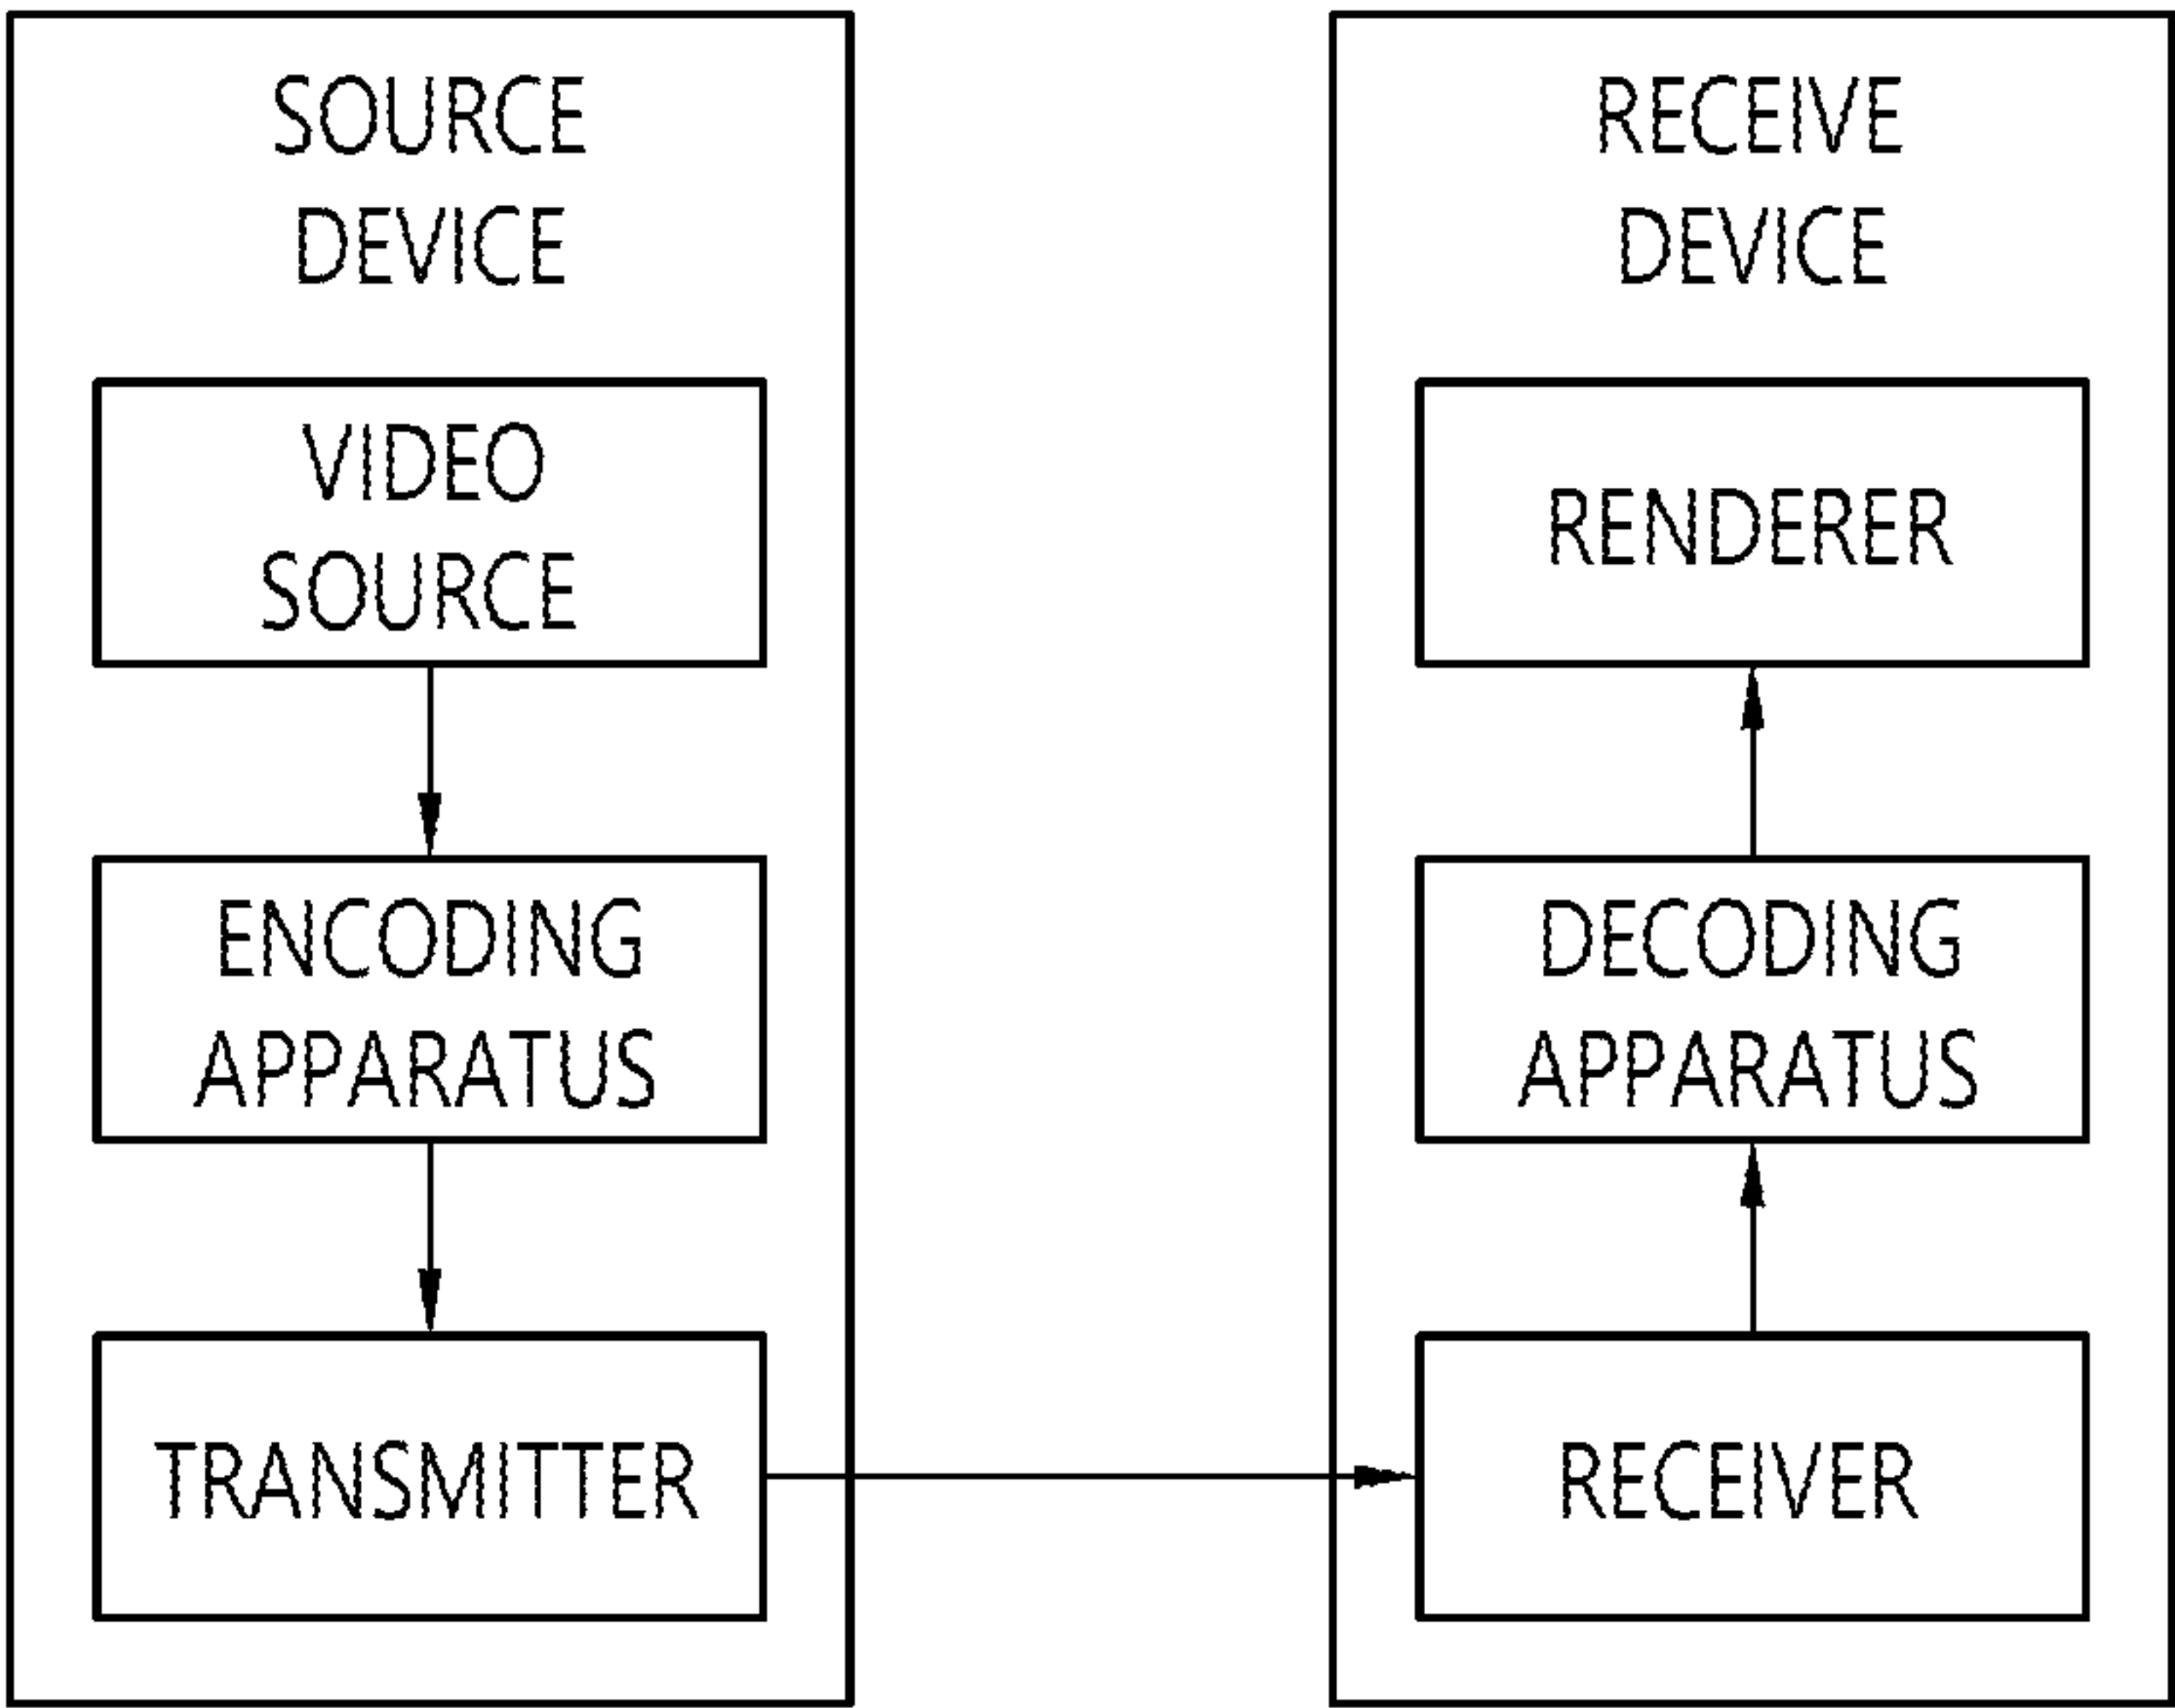 SOURCE
DEVICE
VIDEO
SOURCE
ENCODING
APPARATUS
TRANSMITTER
RECEIVE
DEVICE
RENDERER
DECODING
APPARATUS
RECEIVER